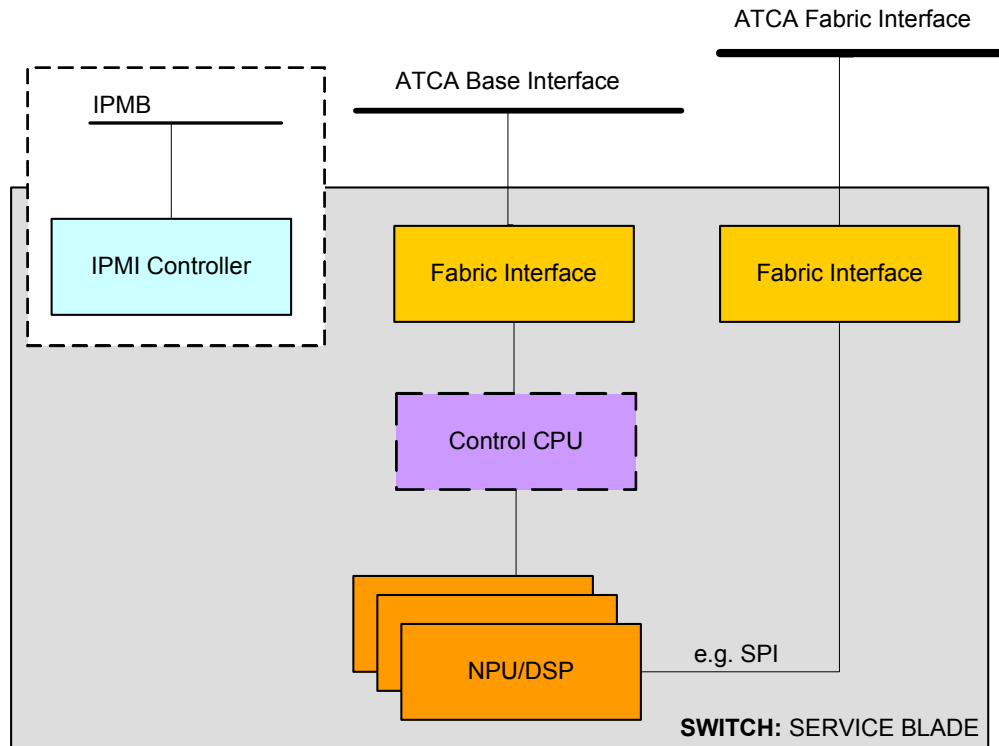 ATCA Fabric Interface
ATCA Base Interface
IPMB
IPMI Controller
Fabric Interface
Fabric Interface
Control CPU
NPU/DSP
e.g. SPI
SWITCH: SERVICE BLADE